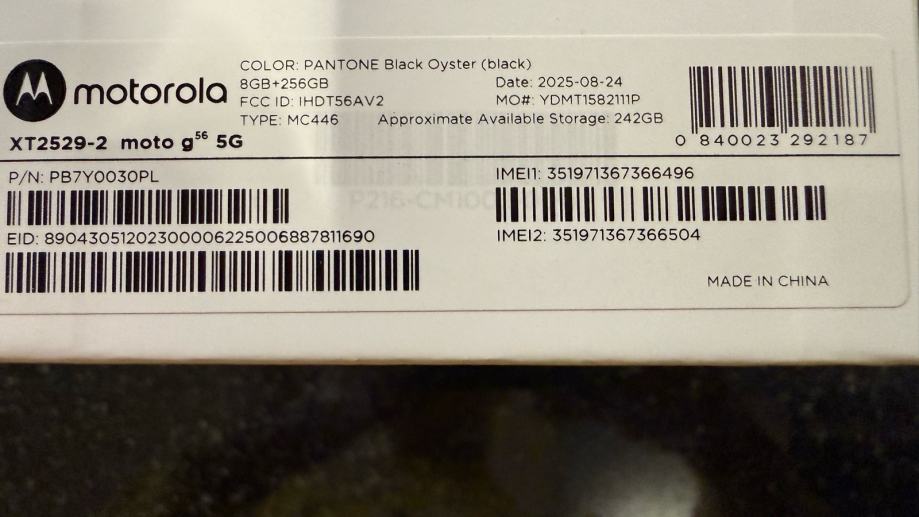 motorola
COLOR: PANTONE Black Oyster (black)
8GB+256GB
Date: 2025-08-24
FCC ID: IHDT56AV2
MO#: YDMT1582111P
TYPE: MC446
Approximate Available Storage: 242GB
XT2529-2 moto g56 5G
0 840023 292187
P/N: PB7Y0030PL
IMEI1: 351971367366496
EID: 89043051202300006225006887811690
IMEI2: 351971367366504
MADE IN CHINA